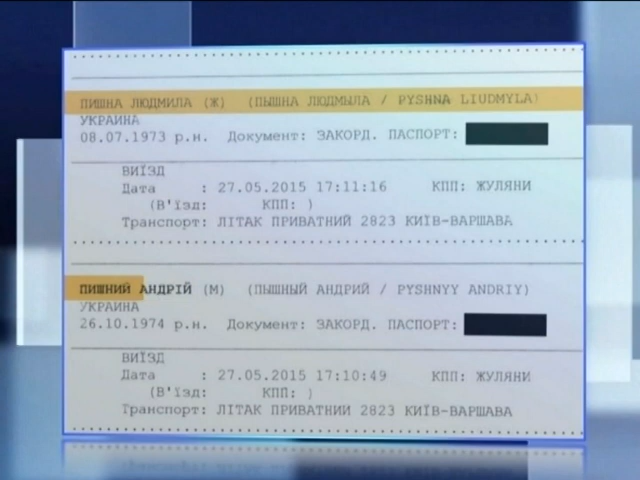 ПИШНА ЛЮДМИЛА (Ж) (ПЫШНА ЛЮДМЫЛА / PYSHNA LIUDMYLA)
УКРАИНА
08.07.1973 р.н. Документ: ЗАКОРД. ПАСПОРТ:
ВИЇЗД
Дата : 27.05.2015 17:11:16 КПП: ЖУЛЯНИ
(В'їзд: КПП: )
Транспорт: ЛІТАК ПРИВАТНИЙ 2823 КИЇВ-ВАРШАВА
ПИШНИЙ АНДРІЙ (М) (ПЫШНЫЙ АНДРИЙ / PYSHNYY ANDRIY)
УКРАИНА
26.10.1974 р.н. Документ: ЗАКОРД. ПАСПОРТ:
ВИЇЗД
Дата : 27.05.2015 17:10:49 КПП: ЖУЛЯНИ
(В'їзд: КПП: )
Транспорт: ЛІТАК ПРИВАТНИЙ 2823 КИЇВ-ВАРШАВА